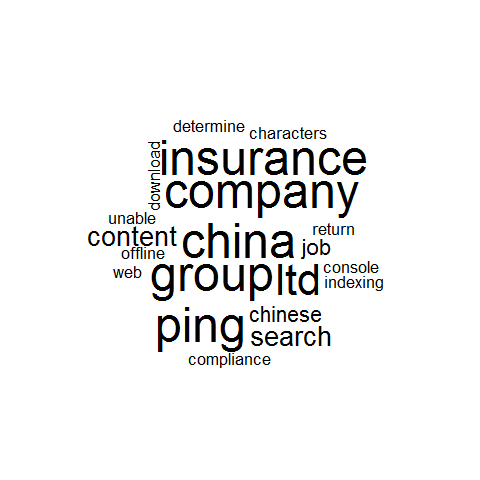 determine
characters
download
insurance
company
unable
content
china
return
job
offline
web
group
ltd
console
indexing
ping
chinese
search
compliance